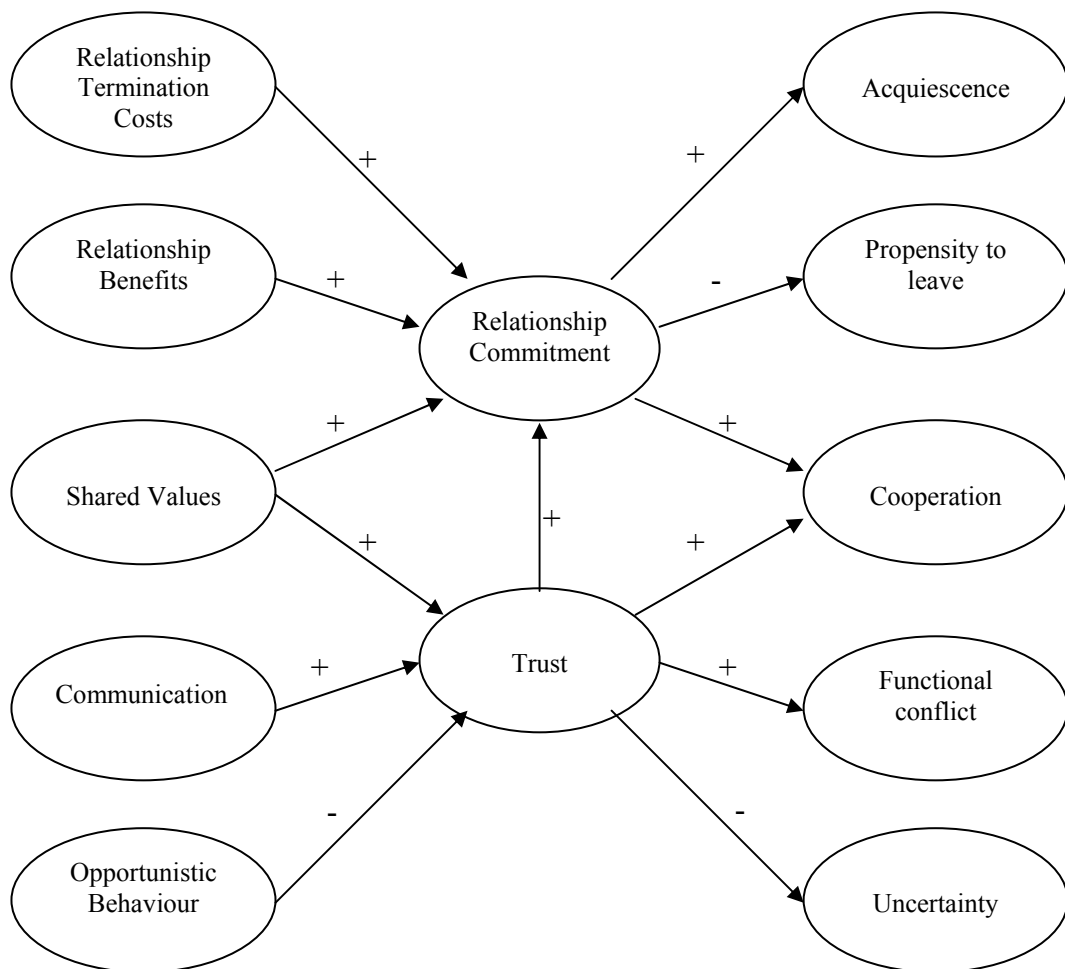 Relationship
Termination
Costs
+
+
Acquiescence
Relationship
Benefits
+
-
Propensity to
leave
Relationship
Commitment
+
+
Shared Values
+
+
+
Cooperation
Communication
+
Trust
+
Functional
conflict
Opportunistic
Behaviour
-
-
Uncertainty